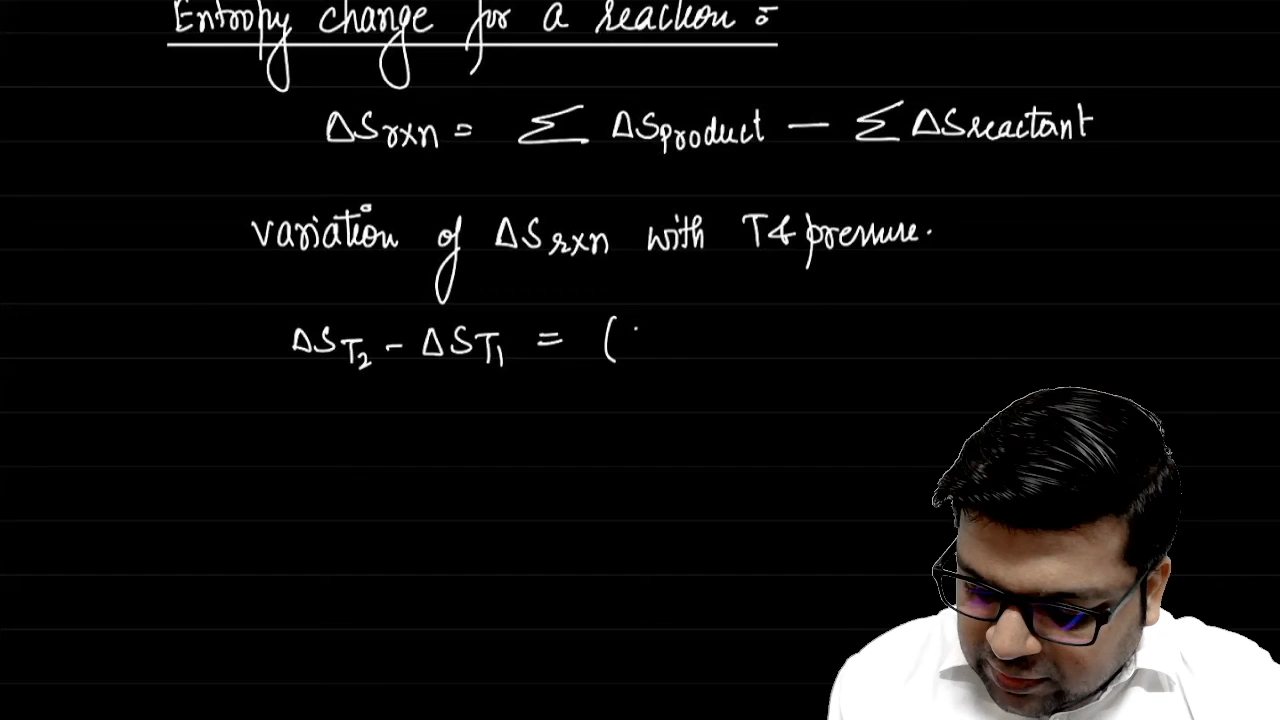 Entropy change for a reaction :
ΔSrxn = Σ ΔSproduct — Σ ΔSreactant
variation of ΔSrxn with T & pressure.
ΔST₂ - ΔST₁ = (